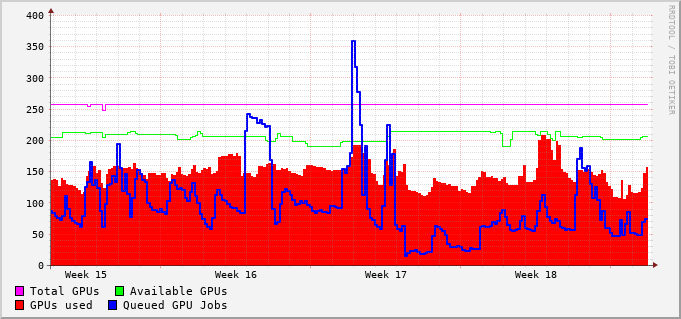 400
350
300
250
200
150
100
50
0
Week 15 Week 16 Week 17 Week 18
Total GPUs Available GPUs
GPUs used Queued GPU Jobs
RRDTOOL / TOBI OETIKER